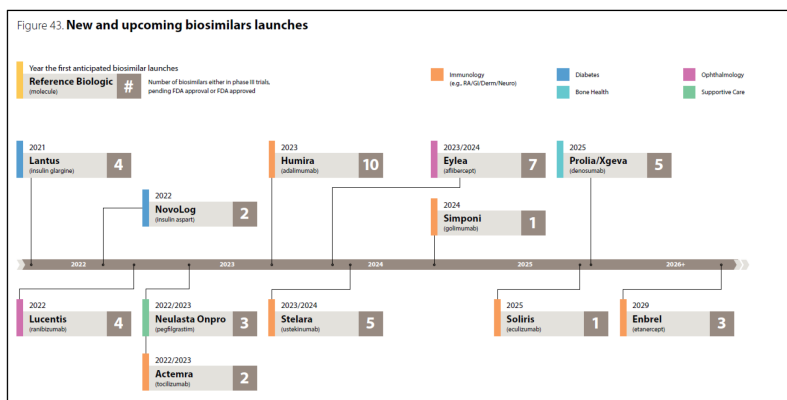 Figure 43. New and upcoming biosimilars launches
Year the first anticipated biosimilar launches
Reference Biologic
(molecule)
#
Number of biosimilars either in phase III trials,
pending FDA approval or FDA approved
Immunology
(e.g., RA/GI/Derm/Neuro)
Diabetes
Bone Health
Ophthalmology
Supportive Care
2021
Lantus
(insulin glargine)
4
2022
NovoLog
(insulin aspart)
2
2023
Humira
(adalimumab)
10
2023/2024
Eylea
(aflibercept)
7
2024
Simponi
(golimumab)
1
2025
Prolia/Xgeva
(denosumab)
5
2022
2023
2024
2025
2026+
2022
Lucentis
(ranibizumab)
4
2022/2023
Neulasta Onpro
(pegfilgrastim)
3
2022/2023
Actemra
(tocilizumab)
2
2023/2024
Stelara
(ustekinumab)
5
2025
Soliris
(eculizumab)
1
2029
Enbrel
(etanercept)
3